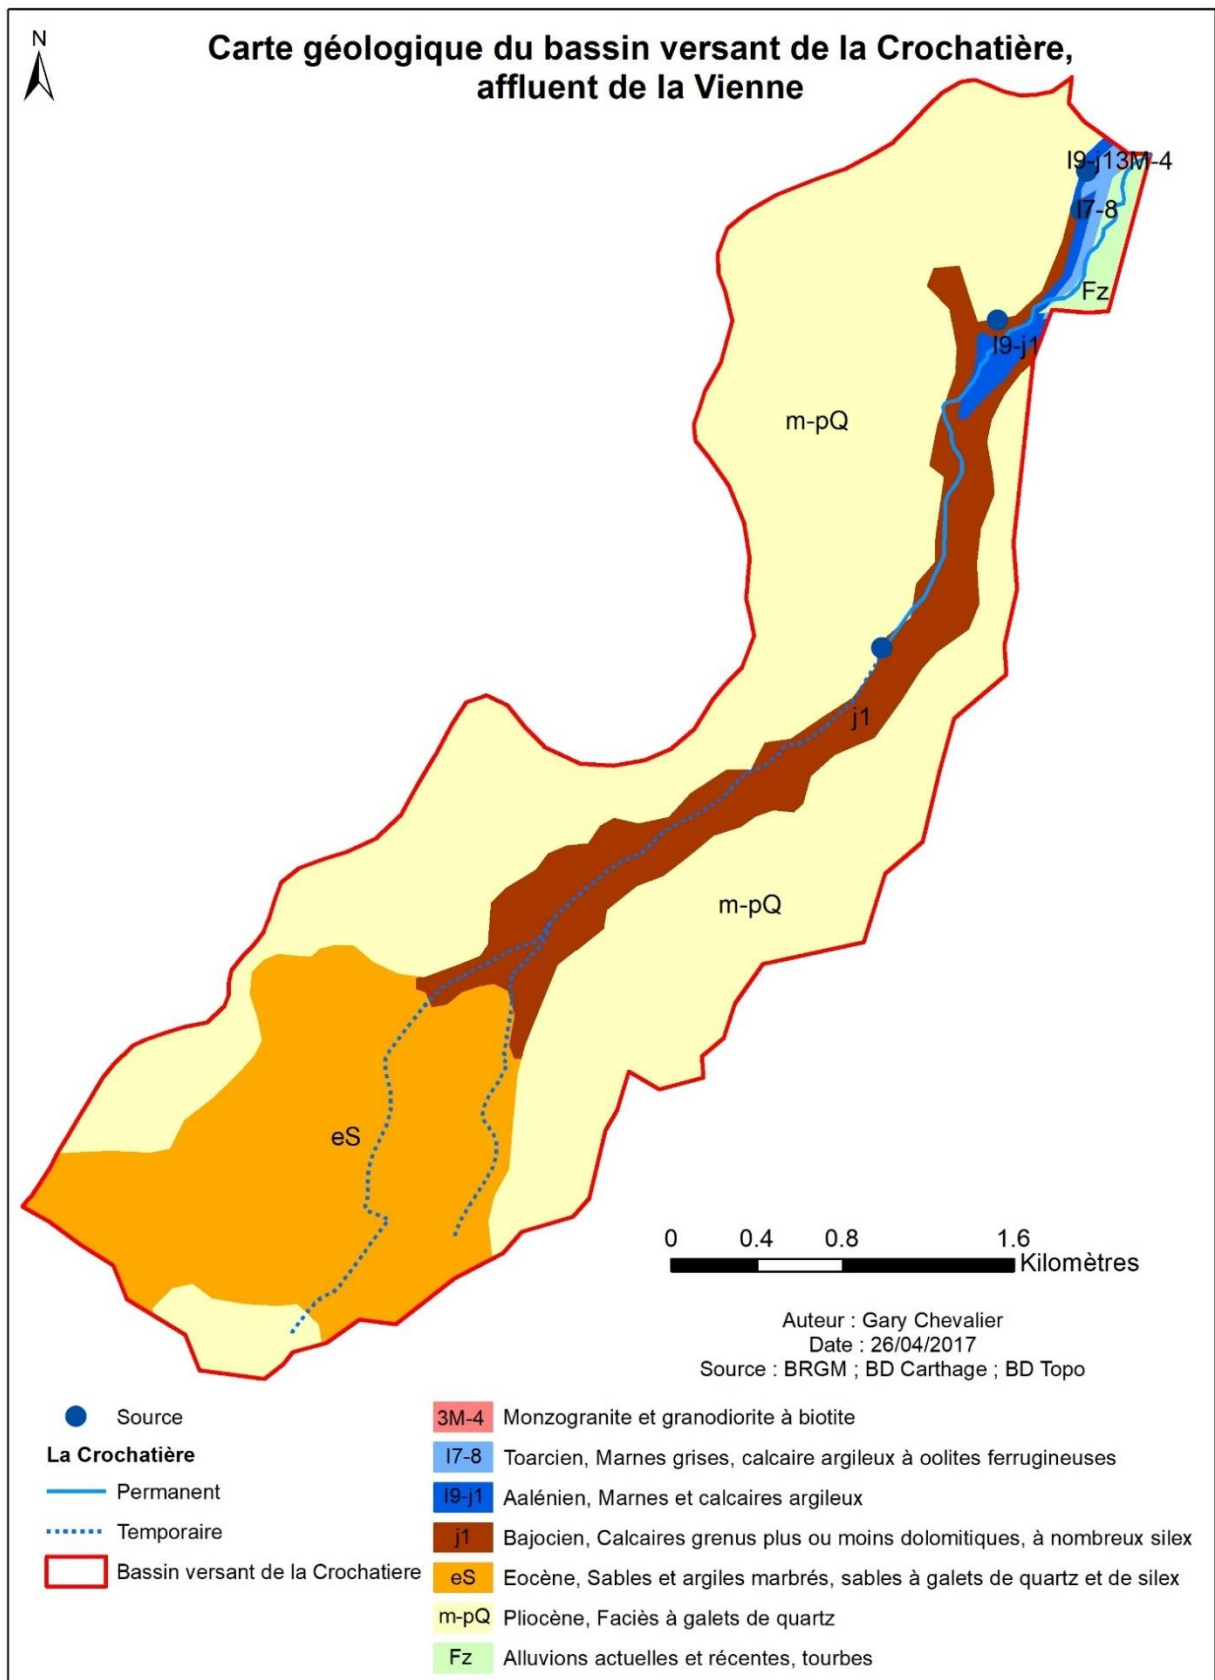 N
Carte géologique du bassin versant de la Crochatière,
affluent de la Vienne
l9-j13M-4
l7-8
Fz
l9-j1
m-pQ
j1
m-pQ
eS
0 0.4 0.8 1.6
Kilomètres
Auteur : Gary Chevalier
Date : 26/04/2017
Source : BRGM ; BD Carthage ; BD Topo
Source
La Crochatière
Permanent
Temporaire
Bassin versant de la Crochatiere
3M-4 Monzogranite et granodiorite à biotite
l7-8 Toarcien, Marnes grises, calcaire argileux à oolites ferrugineuses
l9-j1 Aalénien, Marnes et calcaires argileux
j1 Bajocien, Calcaires grenus plus ou moins dolomitiques, à nombreux silex
eS Eocène, Sables et argiles marbrés, sables à galets de quartz et de silex
m-pQ Pliocène, Faciès à galets de quartz
Fz Alluvions actuelles et récentes, tourbes